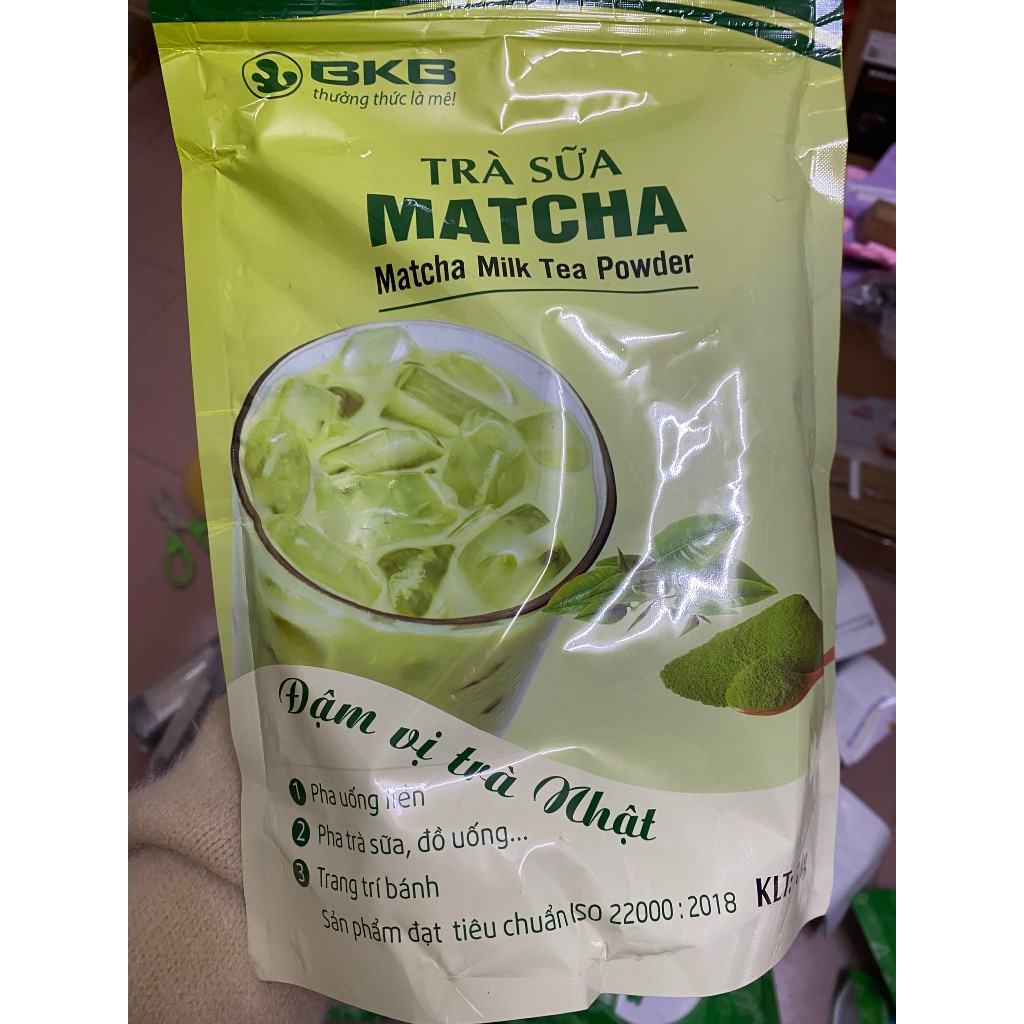 BKB
thưởng thức là mê!
TRÀ SỮA
MATCHA
Matcha Milk Tea Powder
Đậm vị trà Nhật
1 Pha uống liền
2 Pha trà sữa, đồ uống...
3 Trang trí bánh
Sản phẩm đạt tiêu chuẩn ISO 22000 : 2018
KLT: